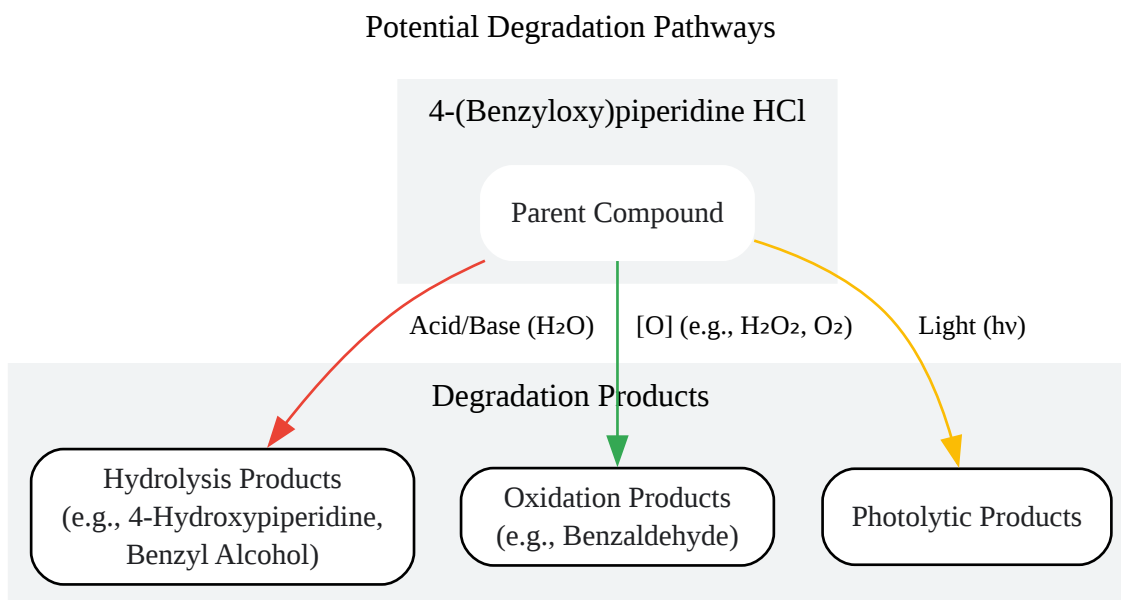 Potential Degradation Pathways
4-(Benzyloxy)piperidine HCl
Parent Compound
Acid/Base (H₂O)
[O] (e.g., H₂O₂, O₂)
Light (hν)
Degradation Products
Hydrolysis Products
(e.g., 4-Hydroxypiperidine,
Benzyl Alcohol)
Oxidation Products
(e.g., Benzaldehyde)
Photolytic Products